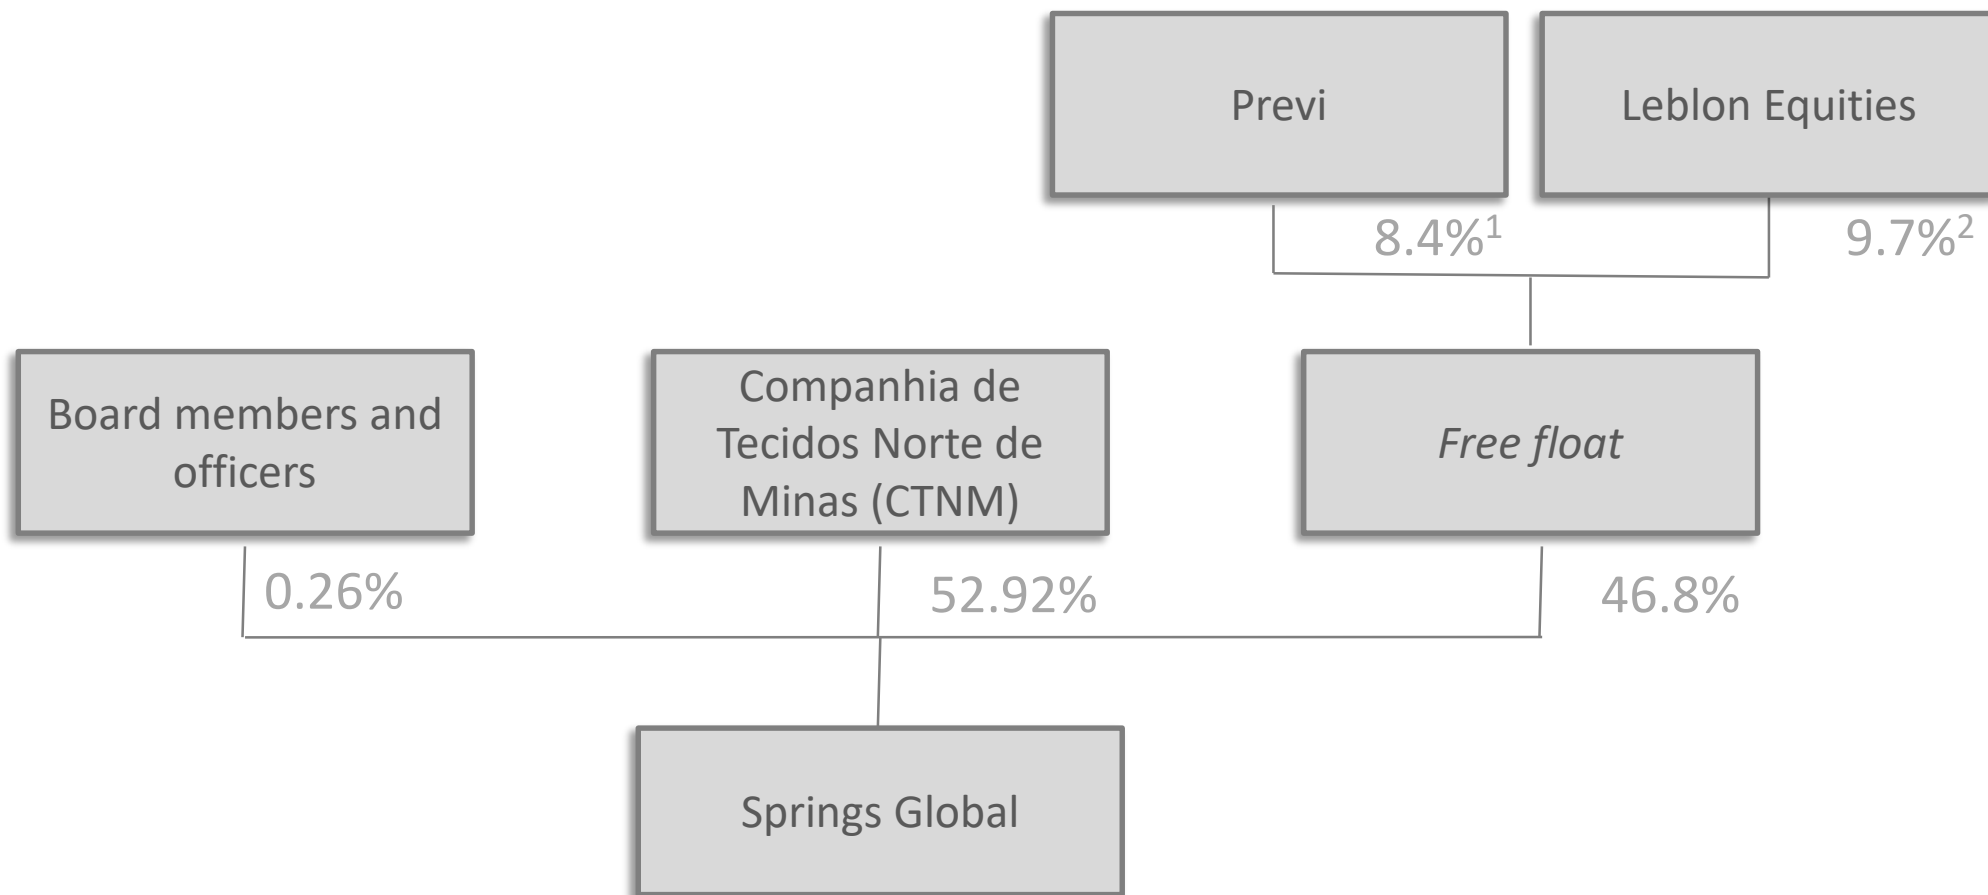 Previ
Leblon Equities
8.4%¹
9.7%²
Board members and
officers
Companhia de
Tecidos Norte de
Minas (CTNM)
Free float
0.26%
52.92%
46.8%
Springs Global